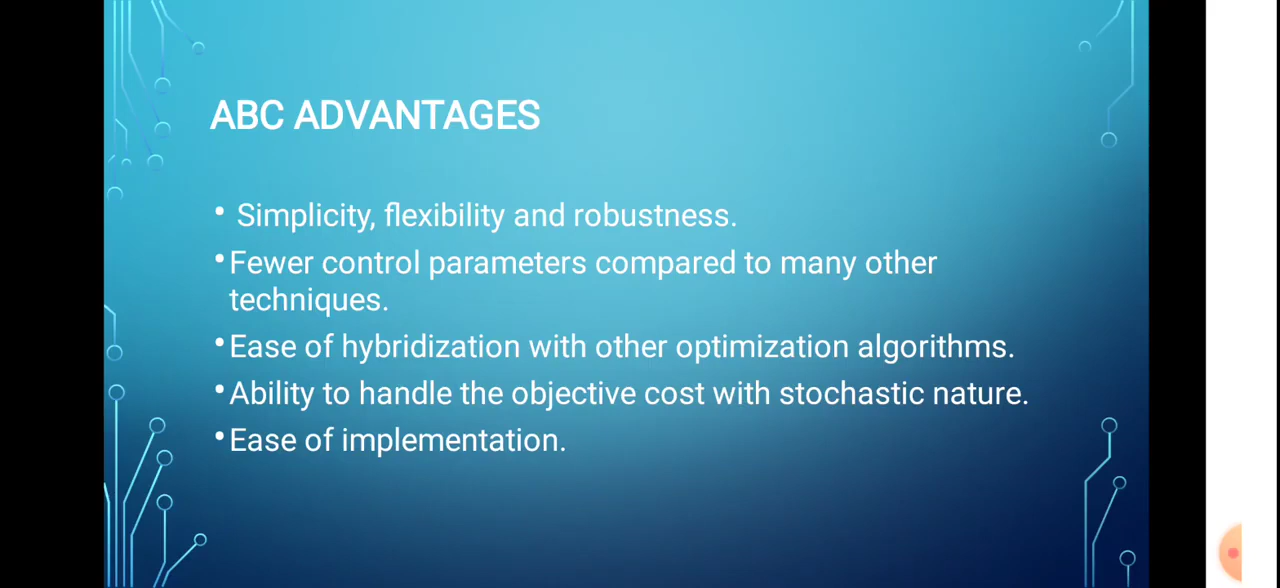 ABC ADVANTAGES
• Simplicity, flexibility and robustness.
• Fewer control parameters compared to many other
techniques.
• Ease of hybridization with other optimization algorithms.
• Ability to handle the objective cost with stochastic nature.
• Ease of implementation.